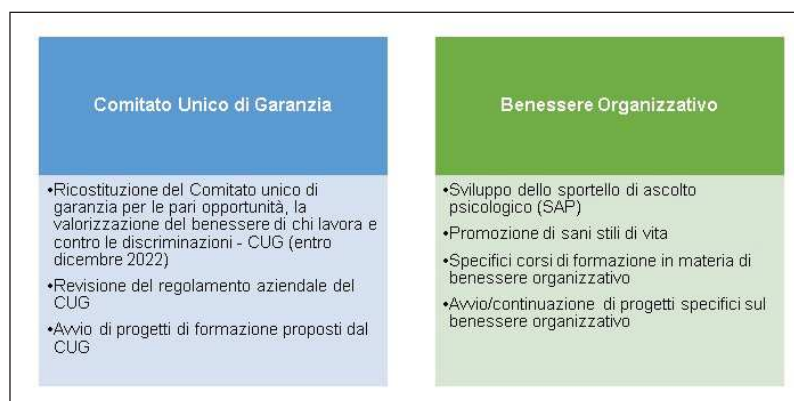 Comitato Unico di Garanzia
•Ricostituzione del Comitato unico di
garanzia per le pari opportunità, la
valorizzazione del benessere di chi lavora e
contro le discriminazioni - CUG (entro
dicembre 2022)
•Revisione del regolamento aziendale del
CUG
•Avvio di progetti di formazione proposti dal
CUG
Benessere Organizzativo
•Sviluppo dello sportello di ascolto
psicologico (SAP)
•Promozione di sani stili di vita
•Specifici corsi di formazione in materia di
benessere organizzativo
•Avvio/continuazione di progetti specifici sul
benessere organizzativo